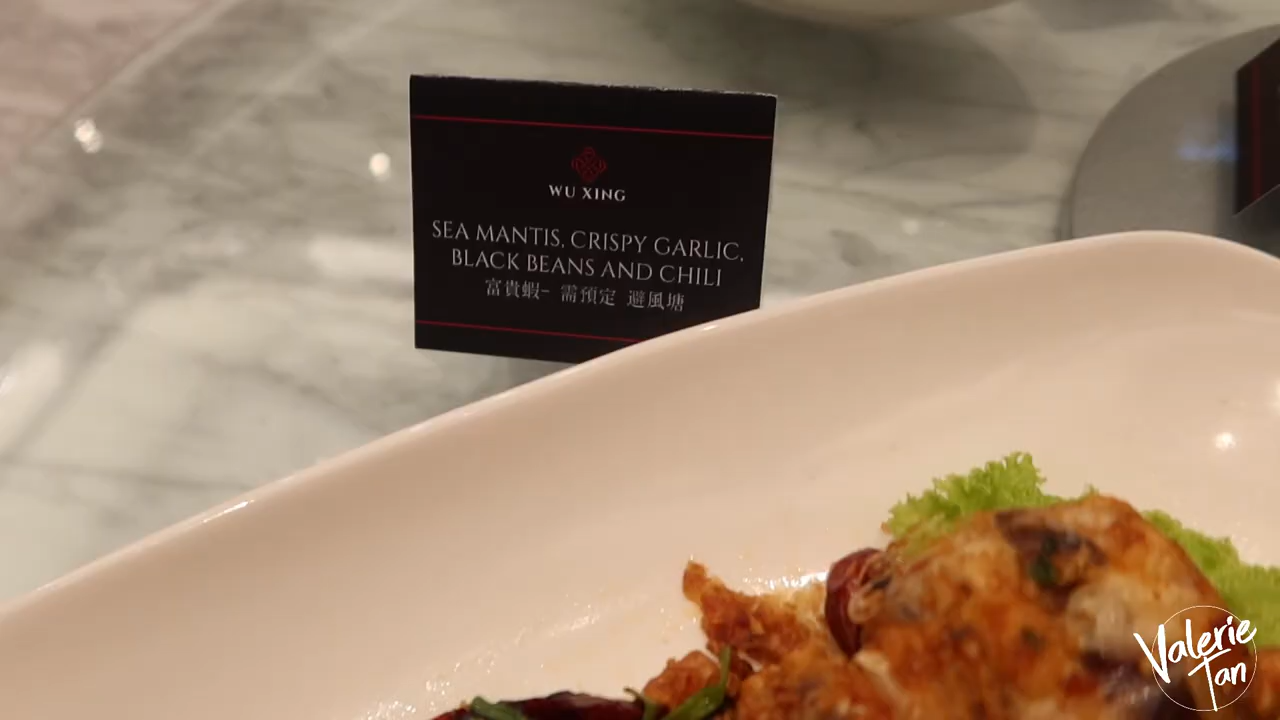 WU XING
SEA MANTIS, CRISPY GARLIC,
BLACK BEANS AND CHILI
富貴蝦- 需預定 避風塘
Valerie
Tan